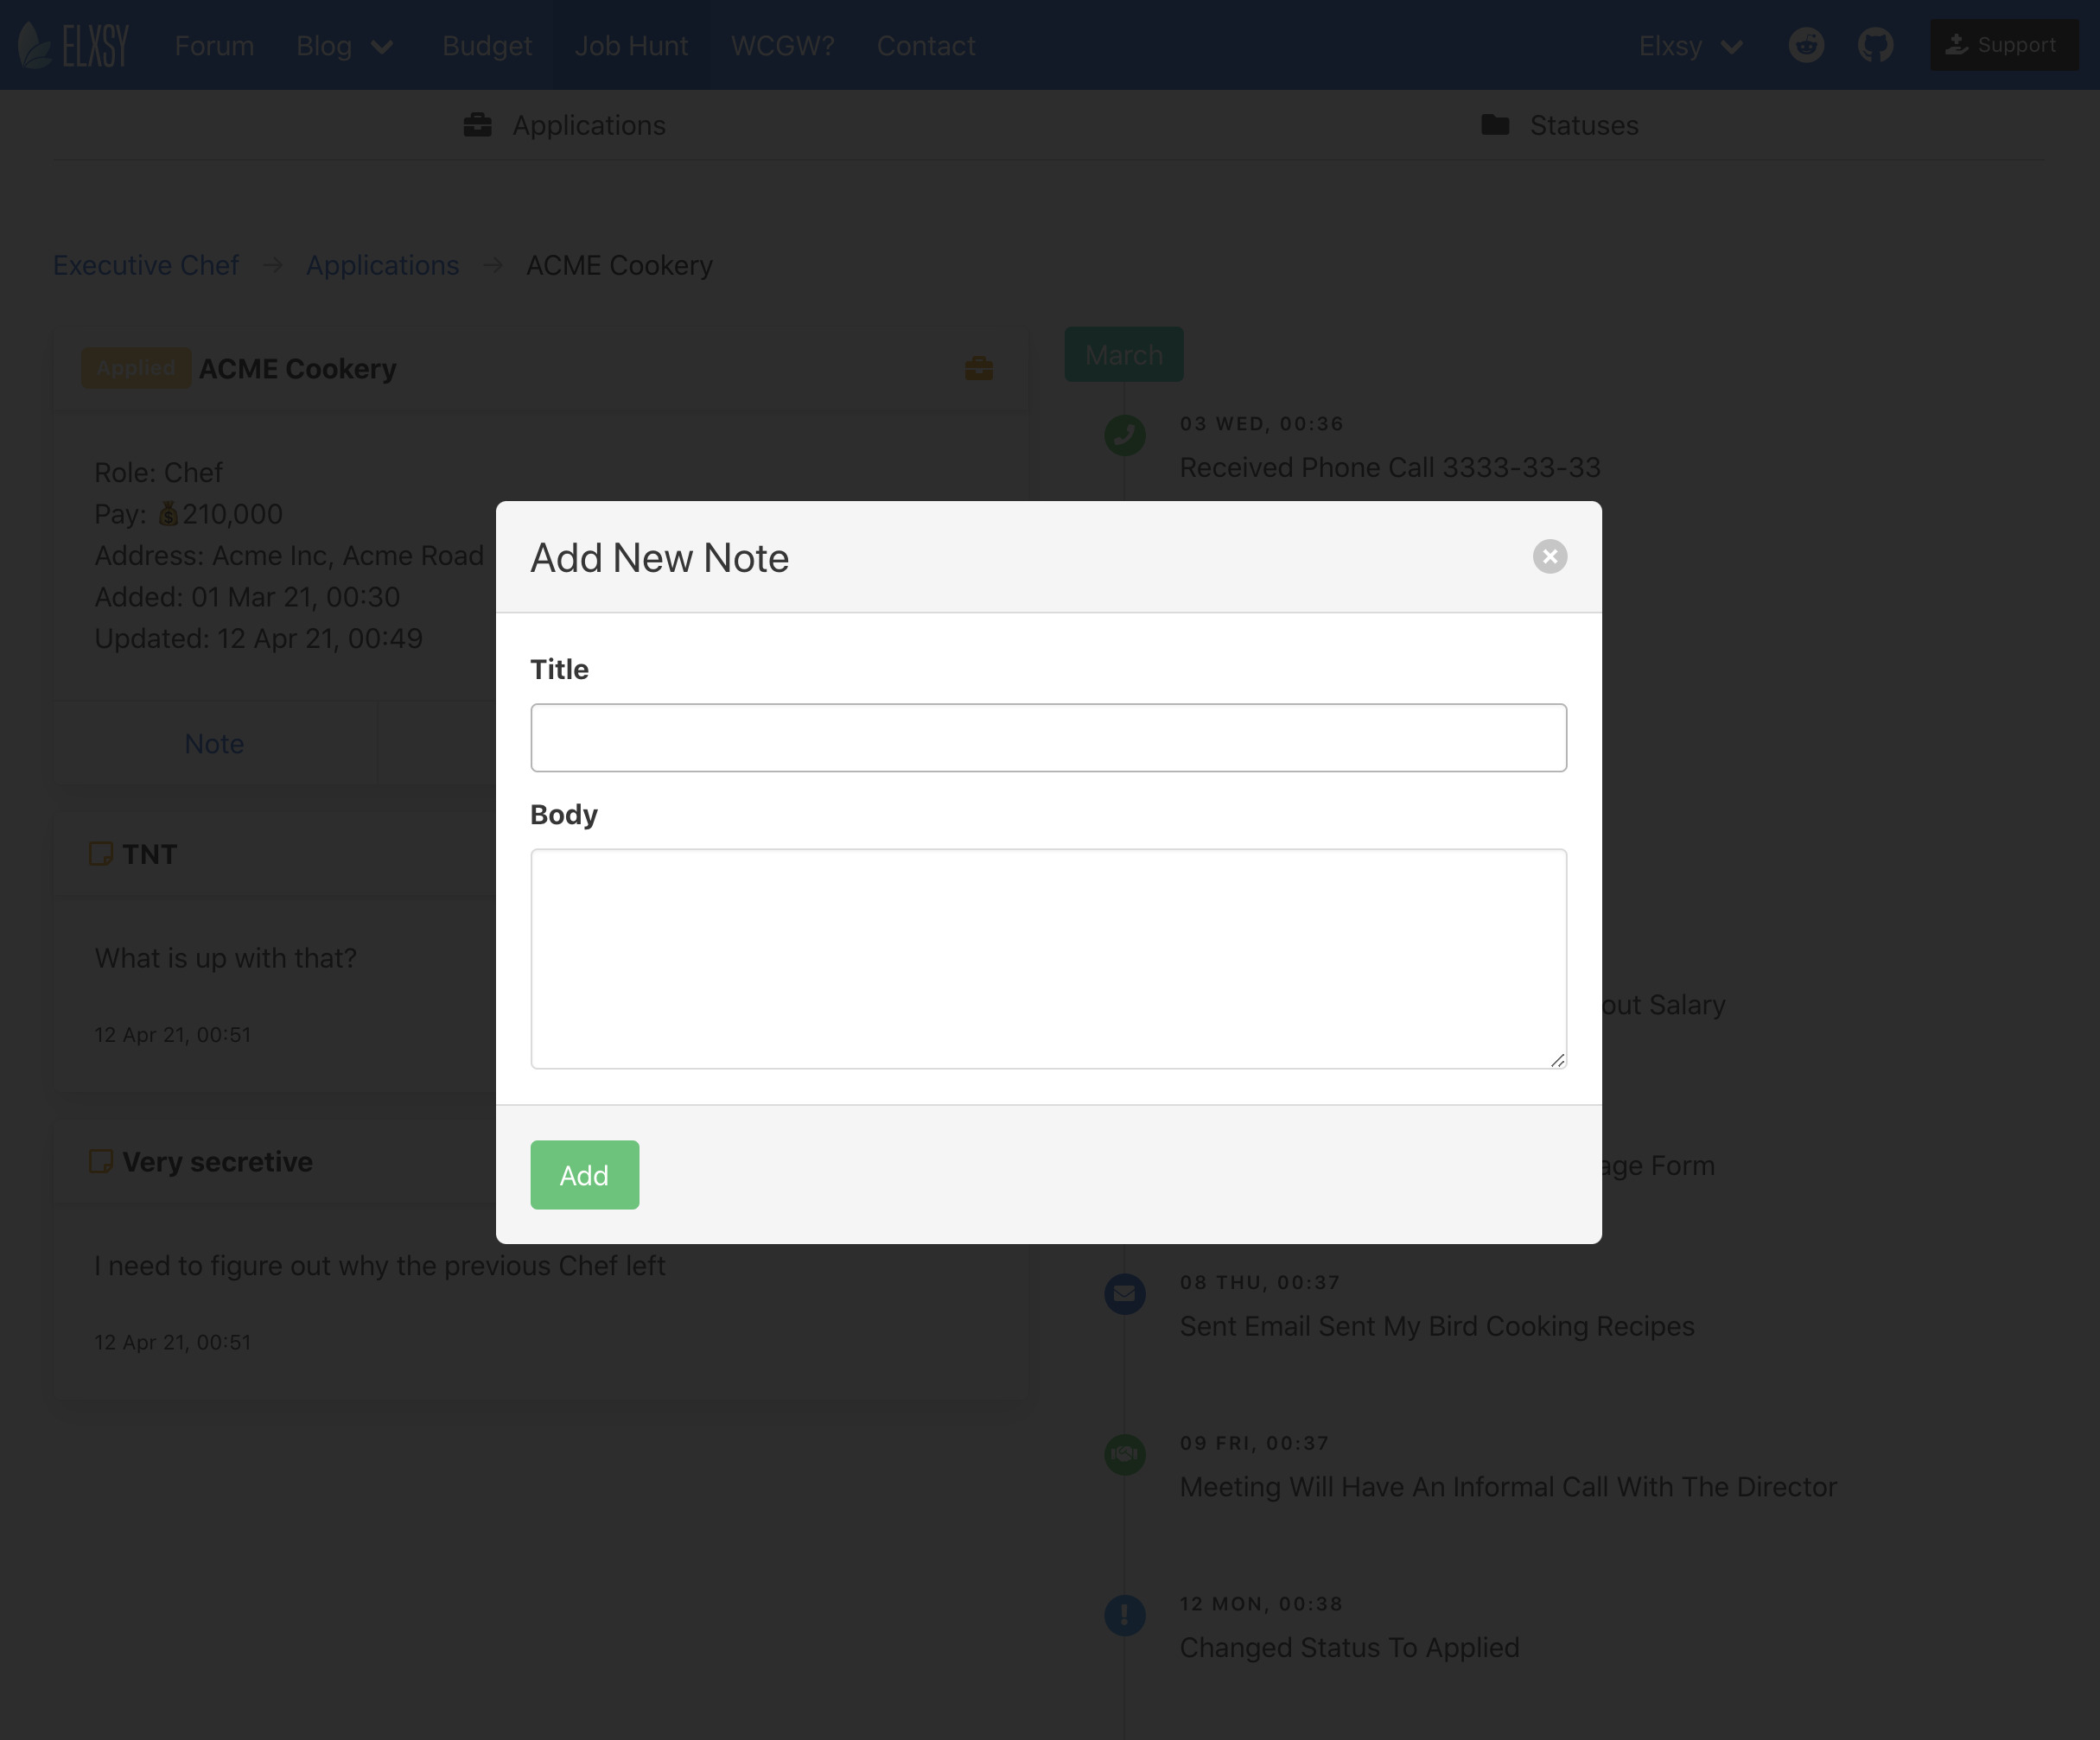 ELXSY Forum Blog Budget Job Hunt WCGW? Contact Elxsy Support
Applications Statuses
Executive Chef → Applications → ACME Cookery
Applied ACME Cookery
Role: Chef
Pay: 💰210,000
Address: Acme Inc, Acme Road
Added: 01 Mar 21, 00:30
Updated: 12 Apr 21, 00:49
Note
TNT
What is up with that?
12 Apr 21, 00:51
Very secretive
I need to figure out why the previous Chef left
12 Apr 21, 00:51
March
03 WED, 00:36
Received Phone Call 3333-33-33
Add New Note
Title
Body
Add
out Salary
age Form
08 THU, 00:37
Sent Email Sent My Bird Cooking Recipes
09 FRI, 00:37
Meeting Will Have An Informal Call With The Director
12 MON, 00:38
Changed Status To Applied